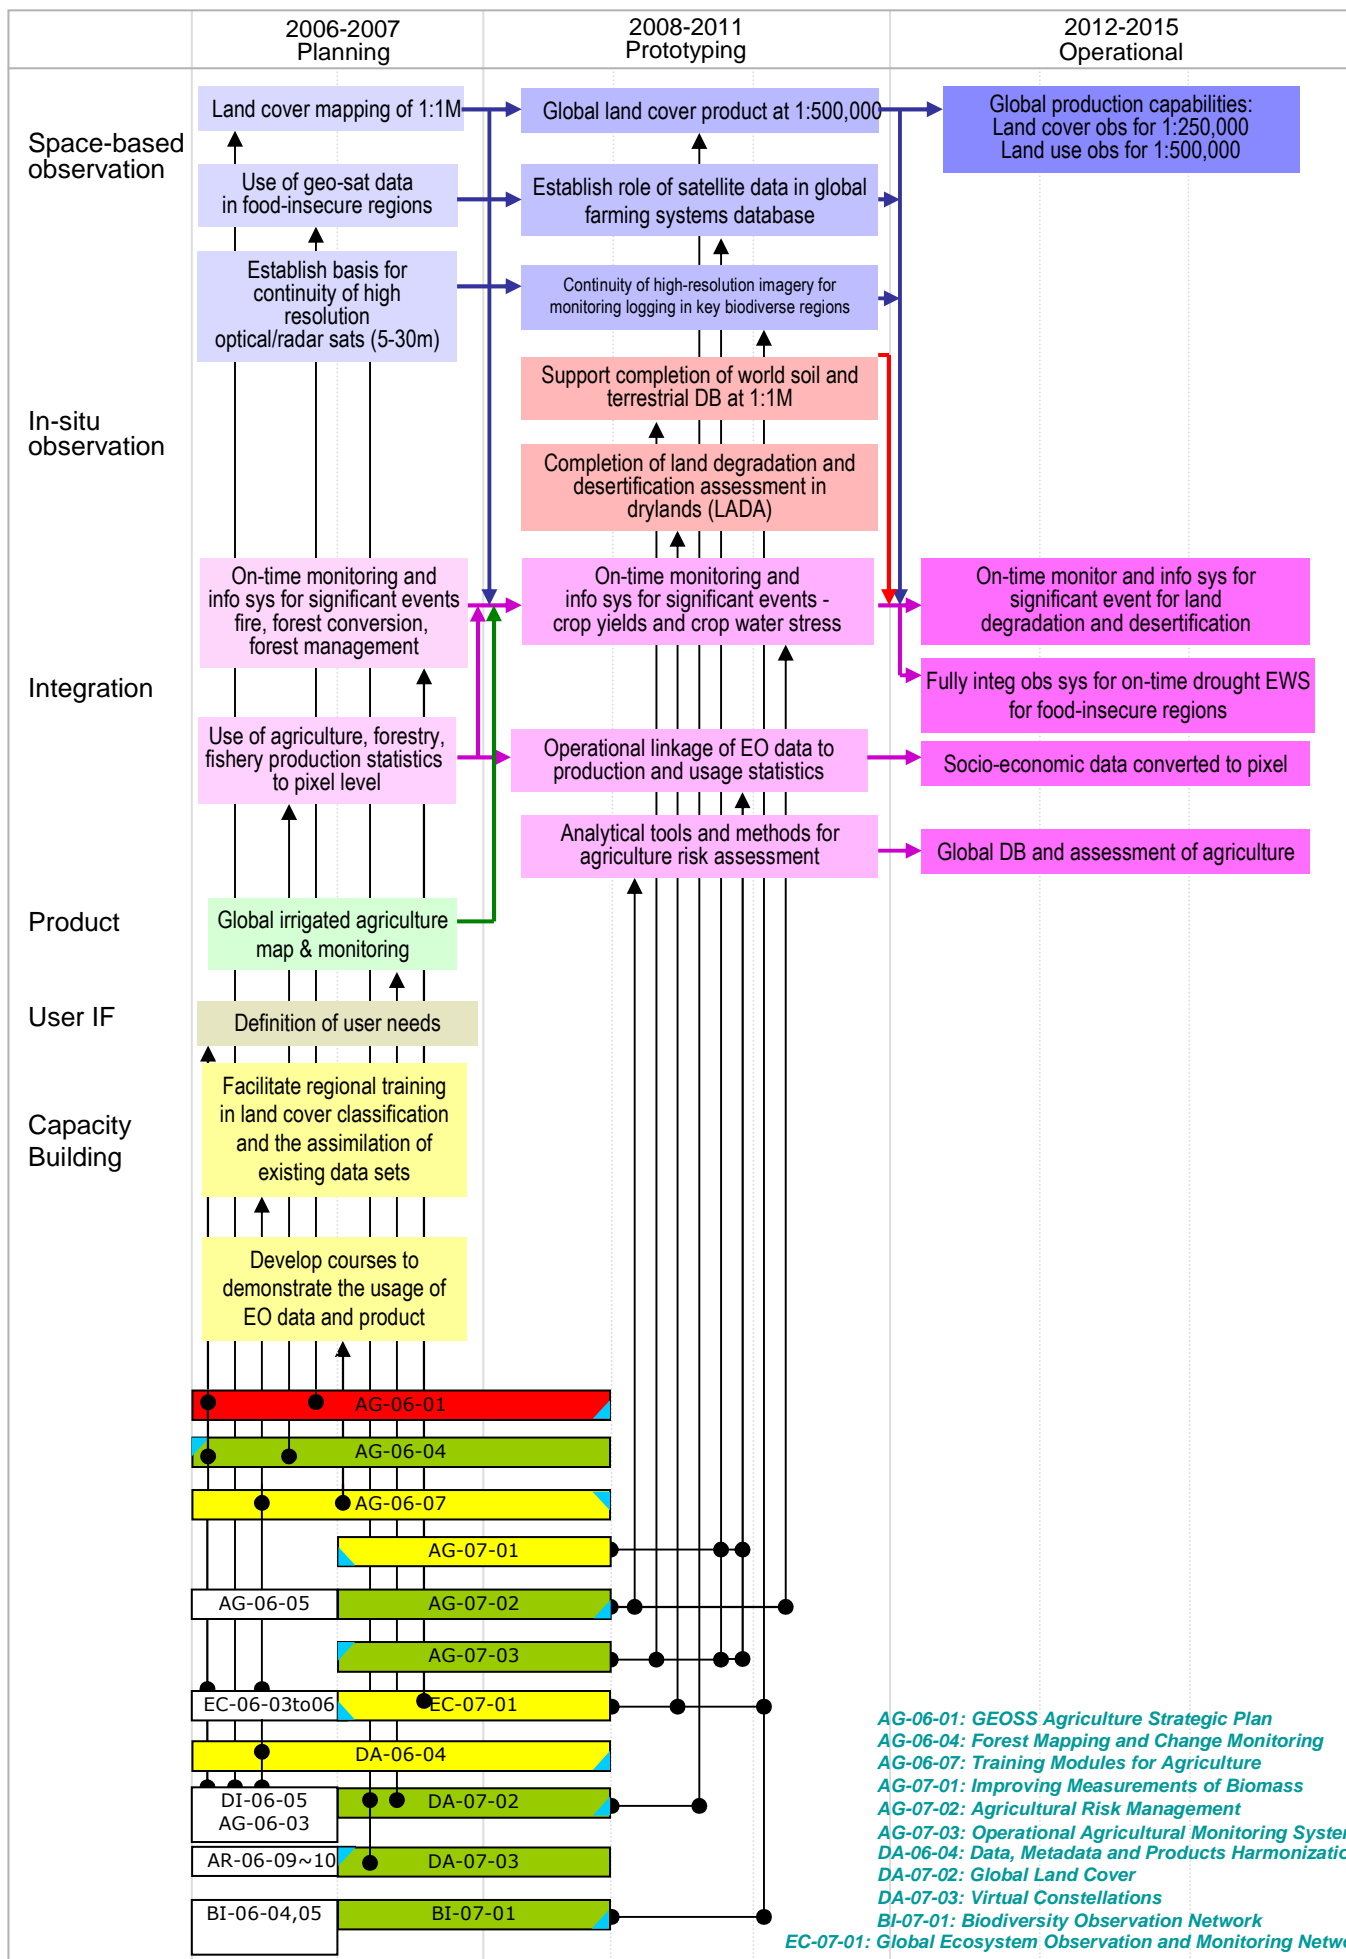 2006-2007
Planning
2008-2011
Prototyping
2012-2015
Operational
Space-based
observation
Land cover mapping of 1:1M
Global land cover product at 1:500,000
Global production capabilities:
Land cover obs for 1:250,000
Land use obs for 1:500,000
Use of geo-sat data
in food-insecure regions
Establish role of satellite data in global
farming systems database
Establish basis for
continuity of high
resolution
optical/radar sats (5-30m)
Continuity of high-resolution imagery for
monitoring logging in key biodiverse regions
In-situ
observation
Support completion of world soil and
terrestrial DB at 1:1M
Completion of land degradation and
desertification assessment in
drylands (LADA)
Integration
On-time monitoring and
info sys for significant events
fire, forest conversion,
forest management
On-time monitoring and
info sys for significant events -
crop yields and crop water stress
On-time monitor and info sys for
significant event for land
degradation and desertification
Fully integ obs sys for on-time drought EWS
for food-insecure regions
Use of agriculture, forestry,
fishery production statistics
to pixel level
Operational linkage of EO data to
production and usage statistics
Socio-economic data converted to pixel
Analytical tools and methods for
agriculture risk assessment
Global DB and assessment of agriculture
Product
Global irrigated agriculture
map & monitoring
User IF
Definition of user needs
Capacity
Building
Facilitate regional training
in land cover classification
and the assimilation of
existing data sets
Develop courses to
demonstrate the usage of
EO data and product
AG-06-01
AG-06-04
AG-06-07
AG-07-01
AG-06-05
AG-07-02
AG-07-03
EC-06-03to06
EC-07-01
DA-06-04
DI-06-05
AG-06-03
DA-07-02
AR-06-09~10
DA-07-03
BI-06-04,05
BI-07-01
AG-06-01: GEOSS Agriculture Strategic Plan
AG-06-04: Forest Mapping and Change Monitoring
AG-06-07: Training Modules for Agriculture
AG-07-01: Improving Measurements of Biomass
AG-07-02: Agricultural Risk Management
AG-07-03: Operational Agricultural Monitoring System
DA-06-04: Data, Metadata and Products Harmonizatio
DA-07-02: Global Land Cover
DA-07-03: Virtual Constellations
BI-07-01: Biodiversity Observation Network
EC-07-01: Global Ecosystem Observation and Monitoring Netwo